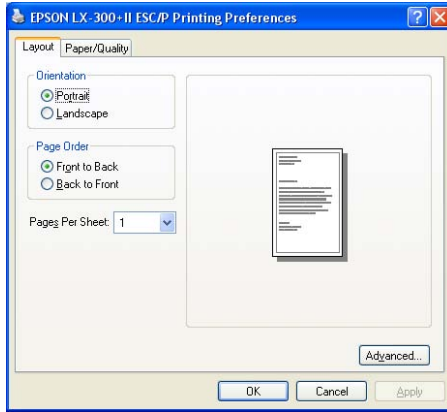 EPSON LX-300+II ESC/P Printing Preferences
Layout Paper/Quality
Orientation
Portrait
Landscape
Page Order
Front to Back
Back to Front
Pages Per Sheet: 1
Advanced...
OK Cancel Apply